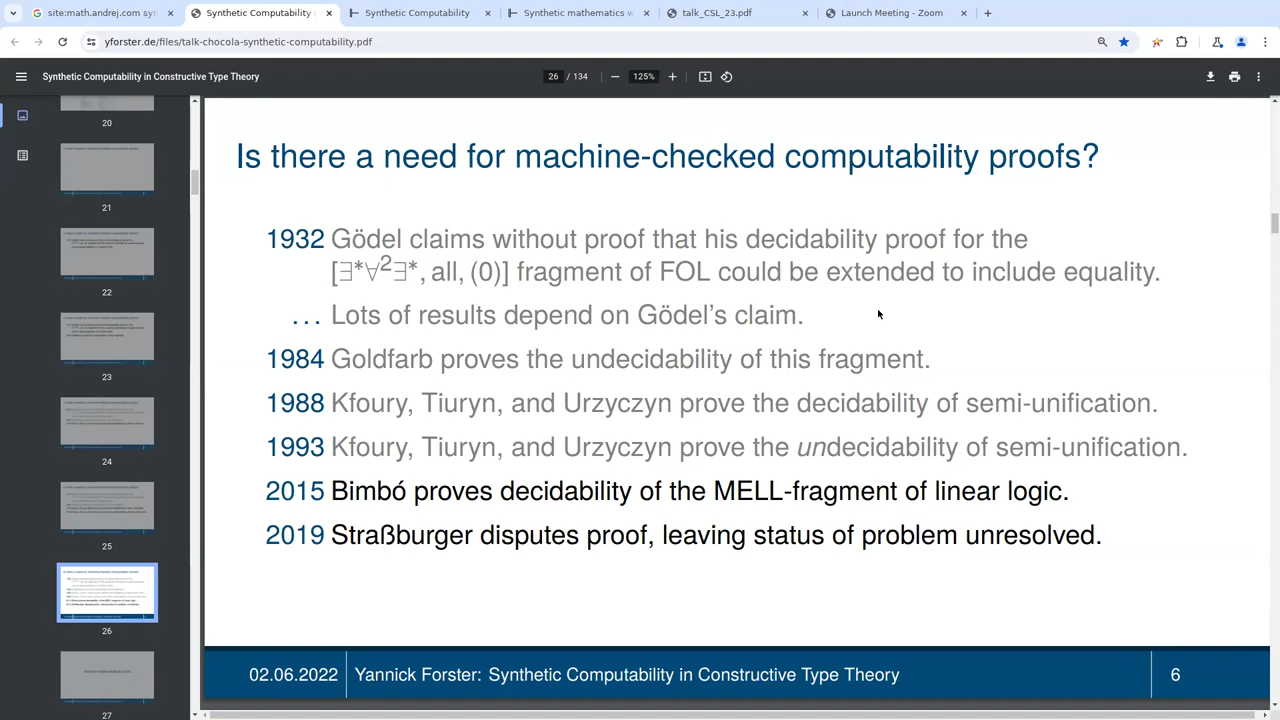 site:math.andrej.com syn
Synthetic Computability
Synthetic Computability
Synthetic mathematics w
talk_CSL_23.pdf
Launch Meeting - Zoom
yforster.de/files/talk-chocola-synthetic-computability.pdf
Synthetic Computability in Constructive Type Theory
26 / 134
125%
20
21
22
23
24
25
26
27
Is there a need for machine-checked computability proofs?
1932 Gödel claims without proof that his decidability proof for the
[∃*∀²∃*, all, (0)] fragment of FOL could be extended to include equality.
... Lots of results depend on Gödel's claim.
1984 Goldfarb proves the undecidability of this fragment.
1988 Kfoury, Tiuryn, and Urzyczyn prove the decidability of semi-unification.
1993 Kfoury, Tiuryn, and Urzyczyn prove the undecidability of semi-unification.
2015 Bimbó proves decidability of the MELL-fragment of linear logic.
2019 Straßburger disputes proof, leaving status of problem unresolved.
02.06.2022 Yannick Forster: Synthetic Computability in Constructive Type Theory 6